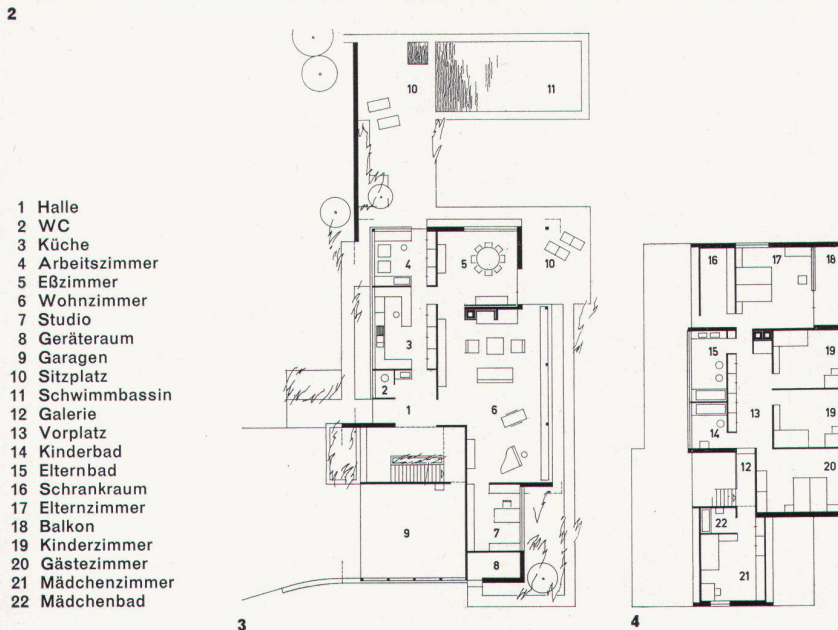 2
1 Halle
2 WC
3 Küche
4 Arbeitszimmer
5 Eßzimmer
6 Wohnzimmer
7 Studio
8 Geräteraum
9 Garagen
10 Sitzplatz
11 Schwimmbassin
12 Galerie
13 Vorplatz
14 Kinderbad
15 Elternbad
16 Schrankraum
17 Elternzimmer
18 Balkon
19 Kinderzimmer
20 Gästezimmer
21 Mädchenzimmer
22 Mädchenbad
10
11
4
5
10
3
2
1
6
7
9
8
3
16
17
18
15
19
13
19
14
12
20
22
21
4